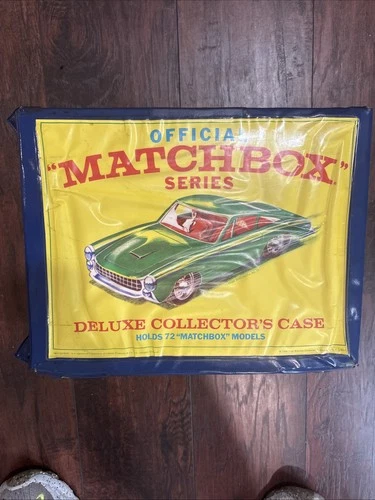 OFFICIAL
"MATCHBOX"
SERIES
DELUXE COLLECTOR'S CASE
HOLDS 72 "MATCHBOX" MODELS